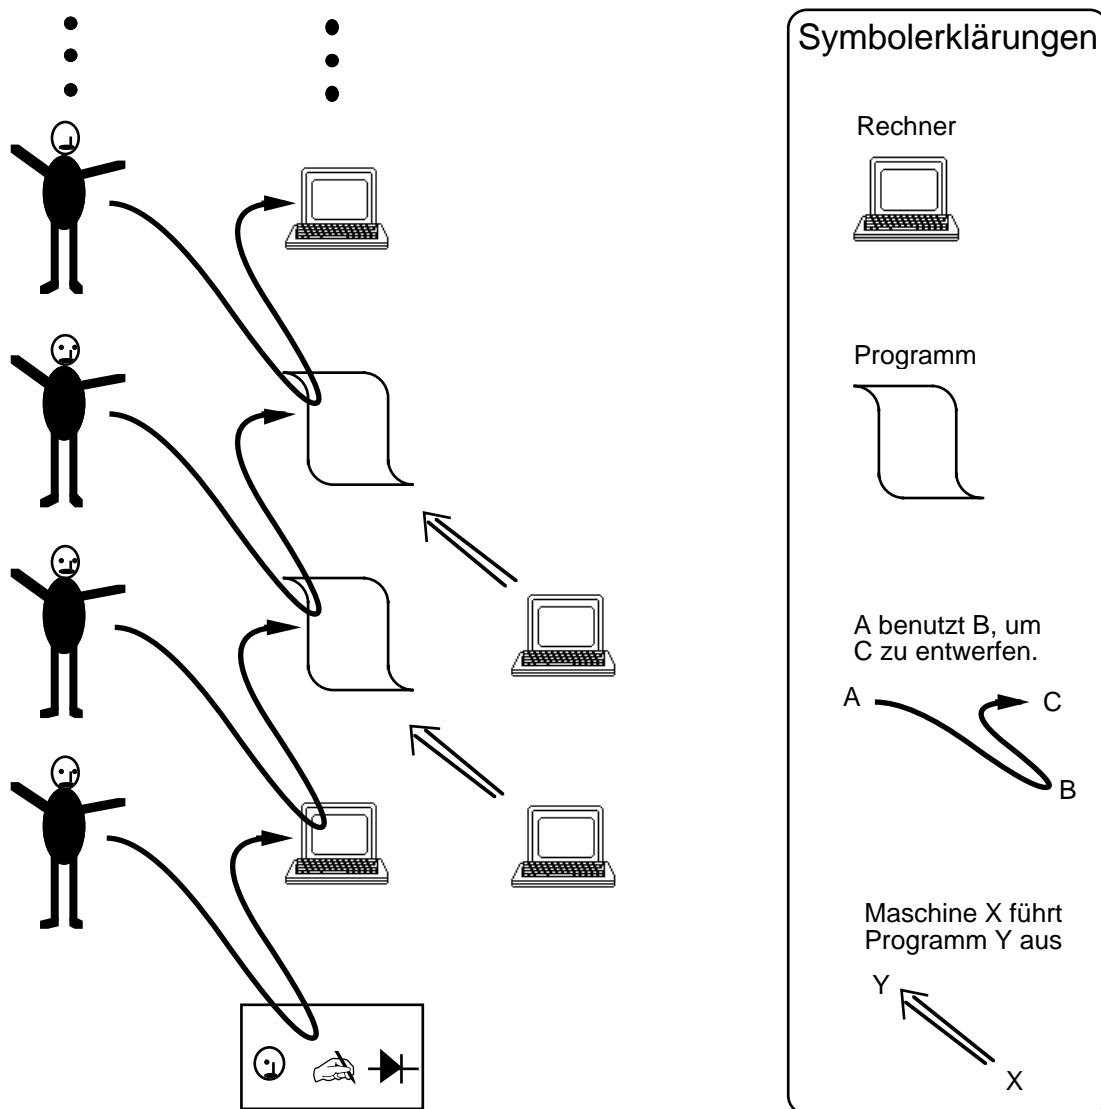 Symbolerklärungen
Rechner
Programm
A benutzt B, um
C zu entwerfen.
A
C
B
Maschine X führt
Programm Y aus
Y
X